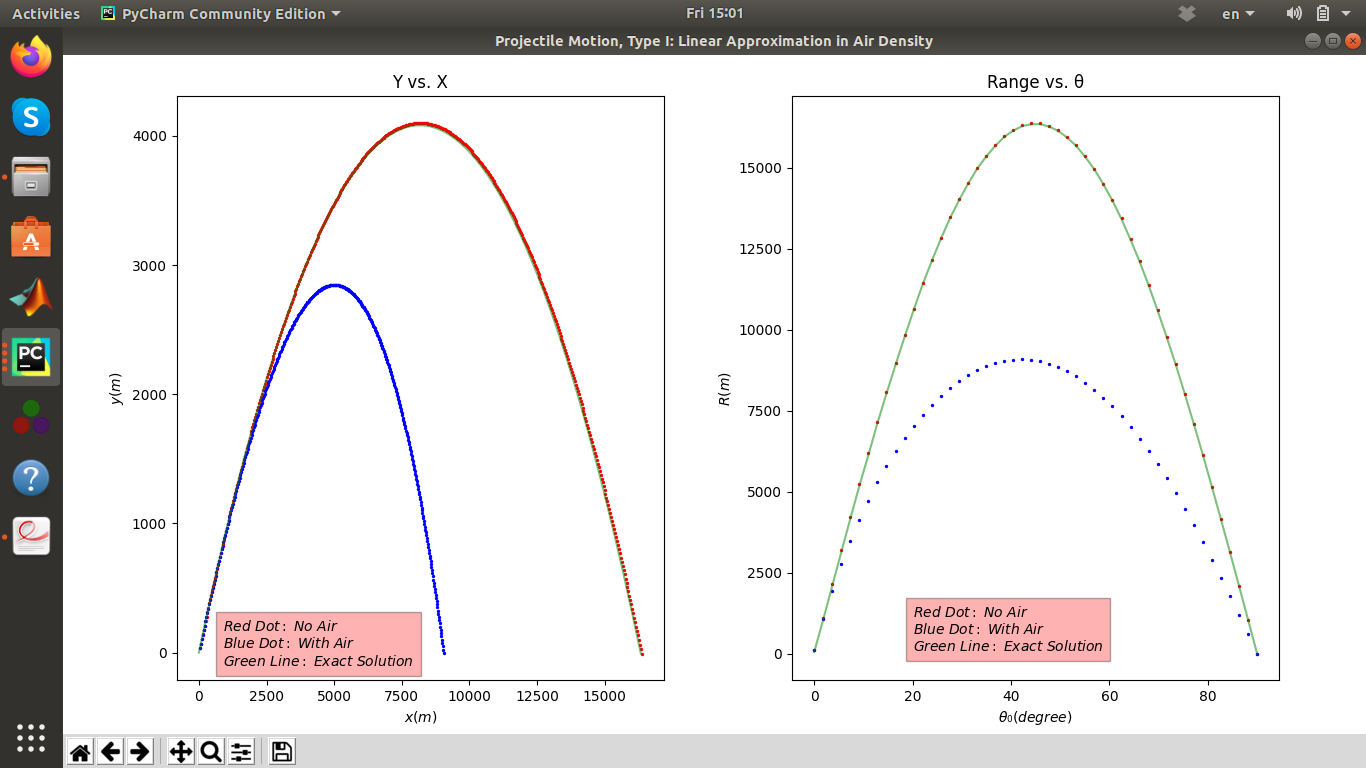 Activities PyCharm Community Edition Fri 15:01 en
Projectile Motion, Type I: Linear Approximation in Air Density
S
A
PC
?
Y vs. X
4000
3000
2000
1000
0
y(m)
Red Dot: No Air
Blue Dot: With Air
Green Line: Exact Solution
0 2500 5000 7500 10000 12500 15000
x(m)
Range vs. θ
15000
12500
10000
7500
5000
2500
0
R(m)
Red Dot: No Air
Blue Dot: With Air
Green Line: Exact Solution
0 20 40 60 80
θ₀(degree)